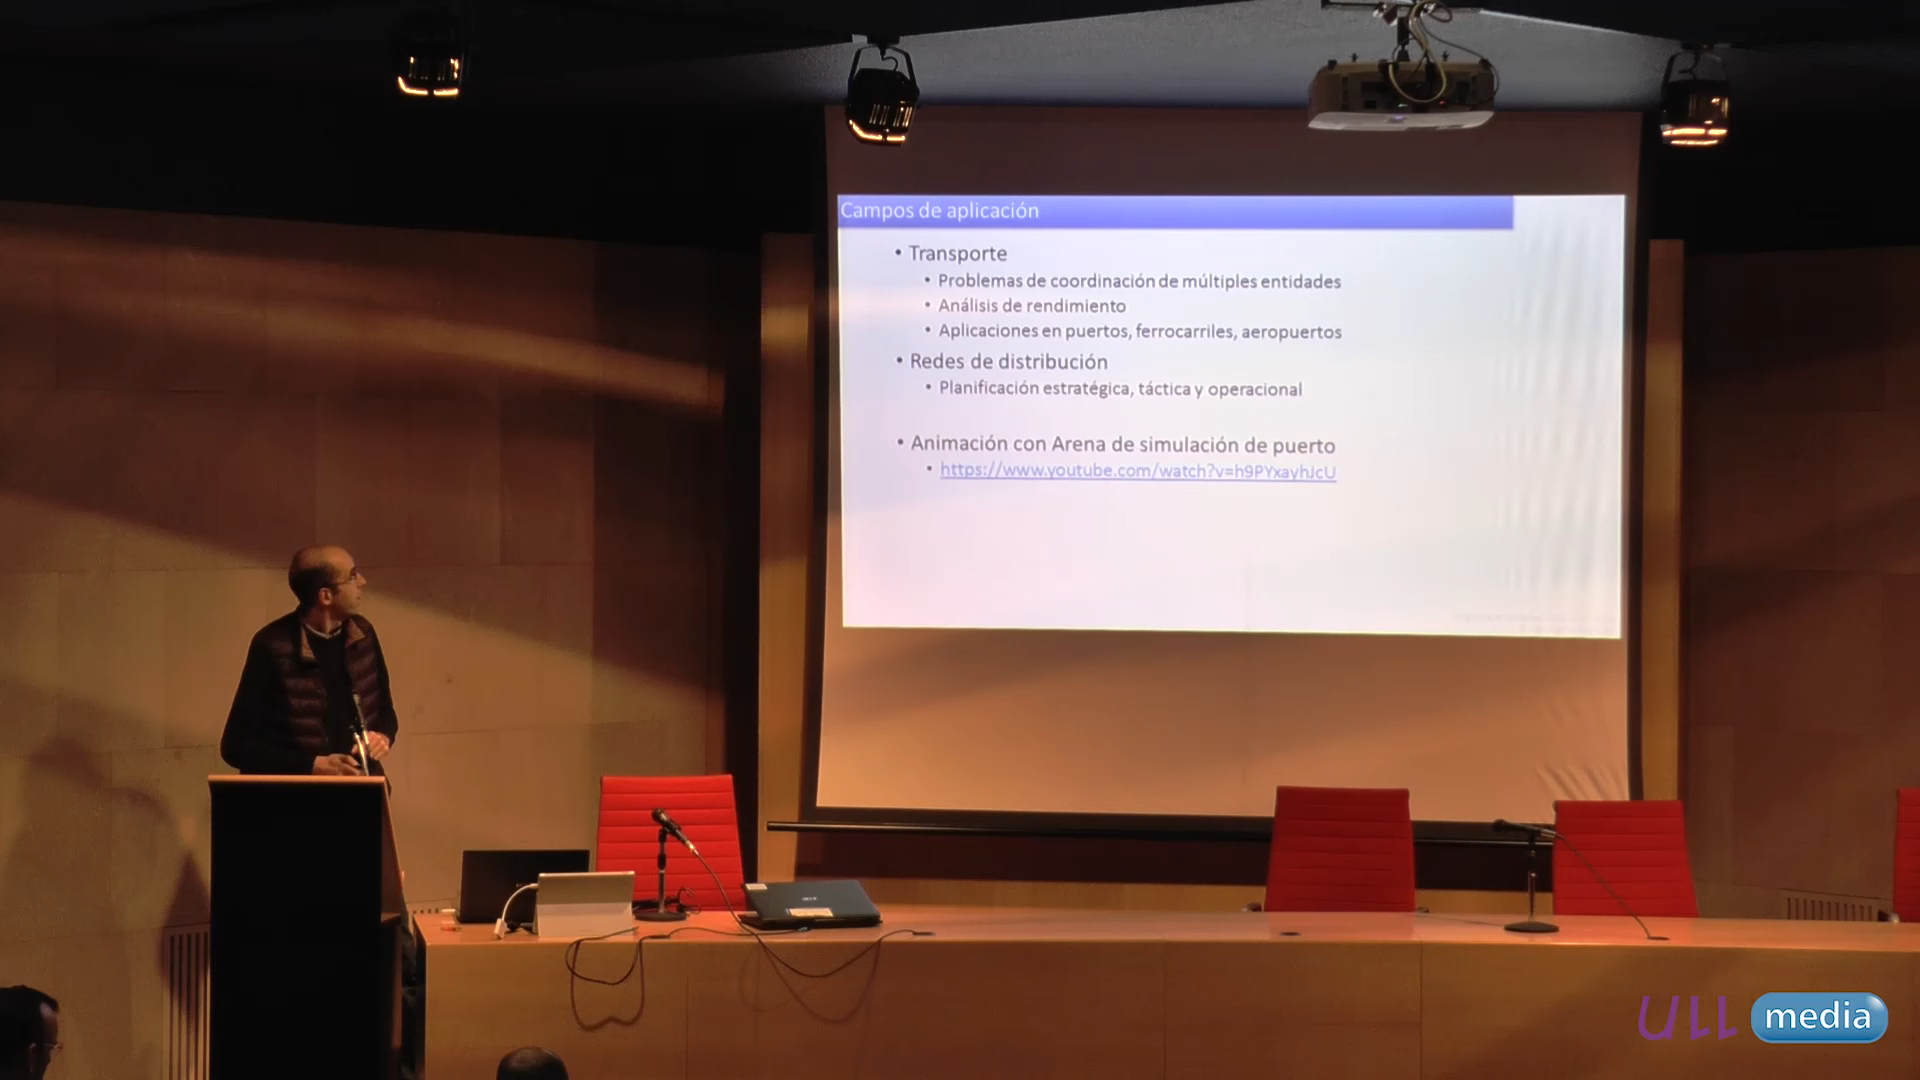 Campos de aplicación
• Transporte
• Problemas de coordinación de múltiples entidades
• Análisis de rendimiento
• Aplicaciones en puertos, ferrocarriles, aeropuertos
• Redes de distribución
• Planificación estratégica, táctica y operacional
• Animación con Arena de simulación de puerto
• https://www.youtube.com/watch?v=h9PYxayhJcU
ULL media